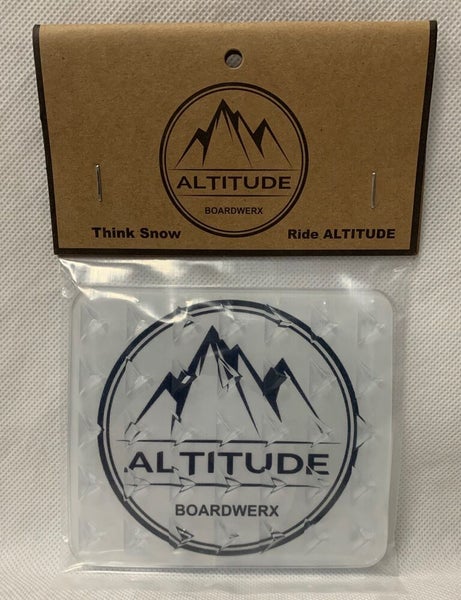 ALTITUDE
BOARDWERX
Think Snow Ride ALTITUDE
ALTITUDE
BOARDWERX